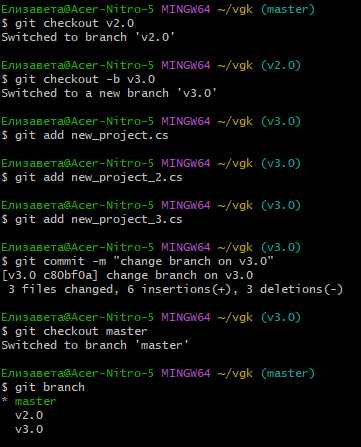 Елизавета@Acer-Nitro-5 MINGW64 ~/vgk (master)
$ git checkout v2.0
Switched to branch 'v2.0'
Елизавета@Acer-Nitro-5 MINGW64 ~/vgk (v2.0)
$ git checkout -b v3.0
Switched to a new branch 'v3.0'
Елизавета@Acer-Nitro-5 MINGW64 ~/vgk (v3.0)
$ git add new_project.cs
Елизавета@Acer-Nitro-5 MINGW64 ~/vgk (v3.0)
$ git add new_project_2.cs
Елизавета@Acer-Nitro-5 MINGW64 ~/vgk (v3.0)
$ git add new_project_3.cs
Елизавета@Acer-Nitro-5 MINGW64 ~/vgk (v3.0)
$ git commit -m "change branch on v3.0"
[v3.0 c80bf0a] change branch on v3.0
 3 files changed, 6 insertions(+), 3 deletions(-)
Елизавета@Acer-Nitro-5 MINGW64 ~/vgk (v3.0)
$ git checkout master
Switched to branch 'master'
Елизавета@Acer-Nitro-5 MINGW64 ~/vgk (master)
$ git branch
* master
  v2.0
  v3.0